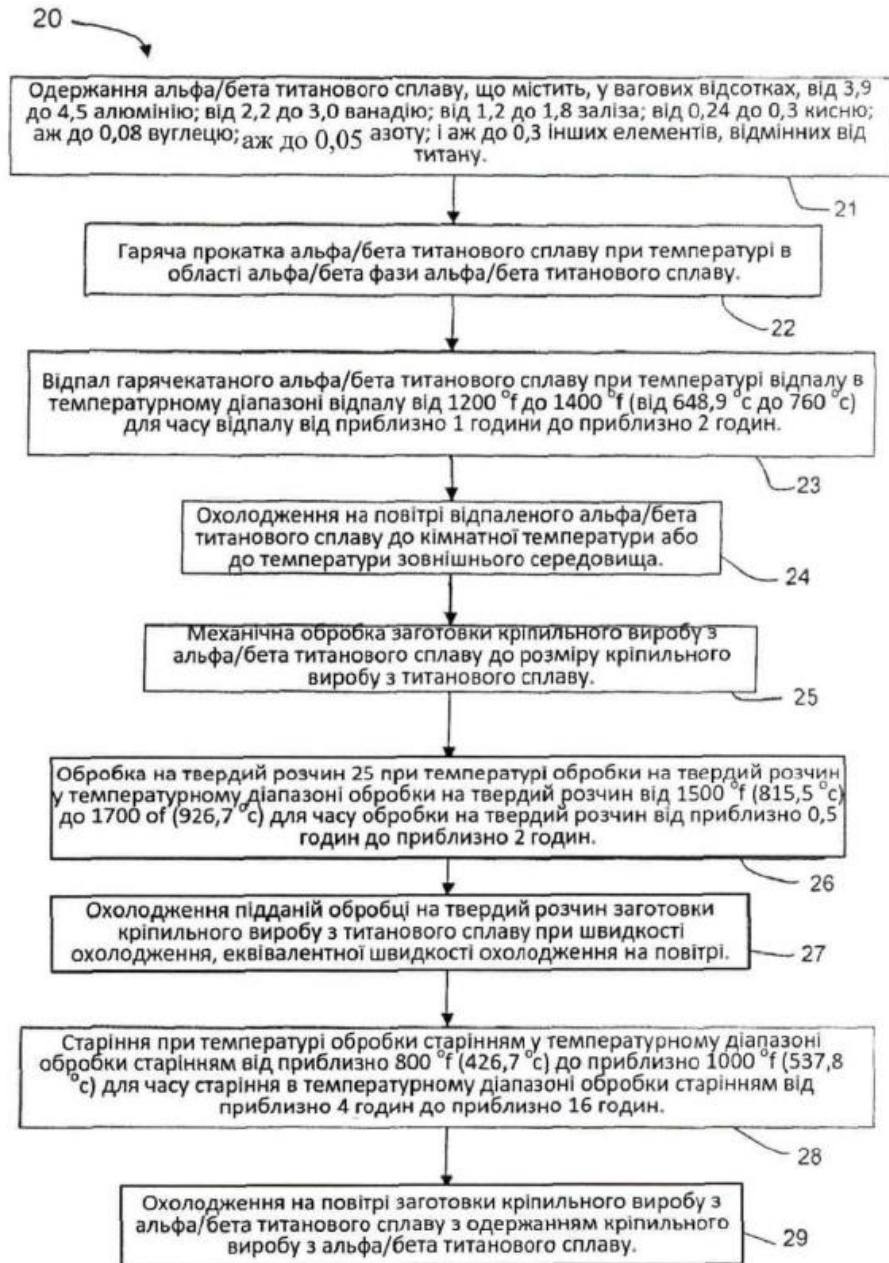 20
Одержання альфа/бета титанового сплаву, що містить, у вагових відсотках, від 3,9
до 4,5 алюмінію; від 2,2 до 3,0 ванадію; від 1,2 до 1,8 заліза; від 0,24 до 0,3 кисню;
аж до 0,08 вуглецю; аж до 0,05 азоту; і аж до 0,3 інших елементів, відмінних від
титану.
21
Гаряча прокатка альфа/бета титанового сплаву при температурі в
області альфа/бета фази альфа/бета титанового сплаву.
22
Відпал гарячекатаного альфа/бета титанового сплаву при температурі відпалу в
температурному діапазоні відпалу від 1200 °f до 1400 °f (від 648,9 °c до 760 °c)
для часу відпалу від приблизно 1 години до приблизно 2 годин.
23
Охолодження на повітрі відпаленого альфа/бета
титанового сплаву до кімнатної температури або
до температури зовнішнього середовища.
24
Механічна обробка заготовки кріпильного виробу з
альфа/бета титанового сплаву до розміру кріпильного
виробу з титанового сплаву.
25
Обробка на твердий розчин 25 при температурі обробки на твердий розчин
у температурному діапазоні обробки на твердий розчин від 1500 °f (815,5 °c)
до 1700 of (926,7 °c) для часу обробки на твердий розчин від приблизно 0,5
годин до приблизно 2 годин.
26
Охолодження підданій обробці на твердий розчин заготовки
кріпильного виробу з титанового сплаву при швидкості
охолодження, еквівалентної швидкості охолодження на повітрі.
27
Старіння при температурі обробки старінням у температурному діапазоні
обробки старінням від приблизно 800 °f (426,7 °c) до приблизно 1000 °f (537,8
°c) для часу старіння в температурному діапазоні обробки старінням від
приблизно 4 годин до приблизно 16 годин.
28
Охолодження на повітрі заготовки кріпильного виробу з
альфа/бета титанового сплаву з одержанням кріпильного
виробу з альфа/бета титанового сплаву.
29